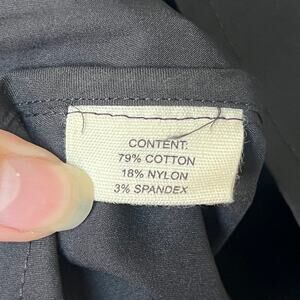 CONTENT:
79% COTTON
18% NYLON
3% SPANDEX